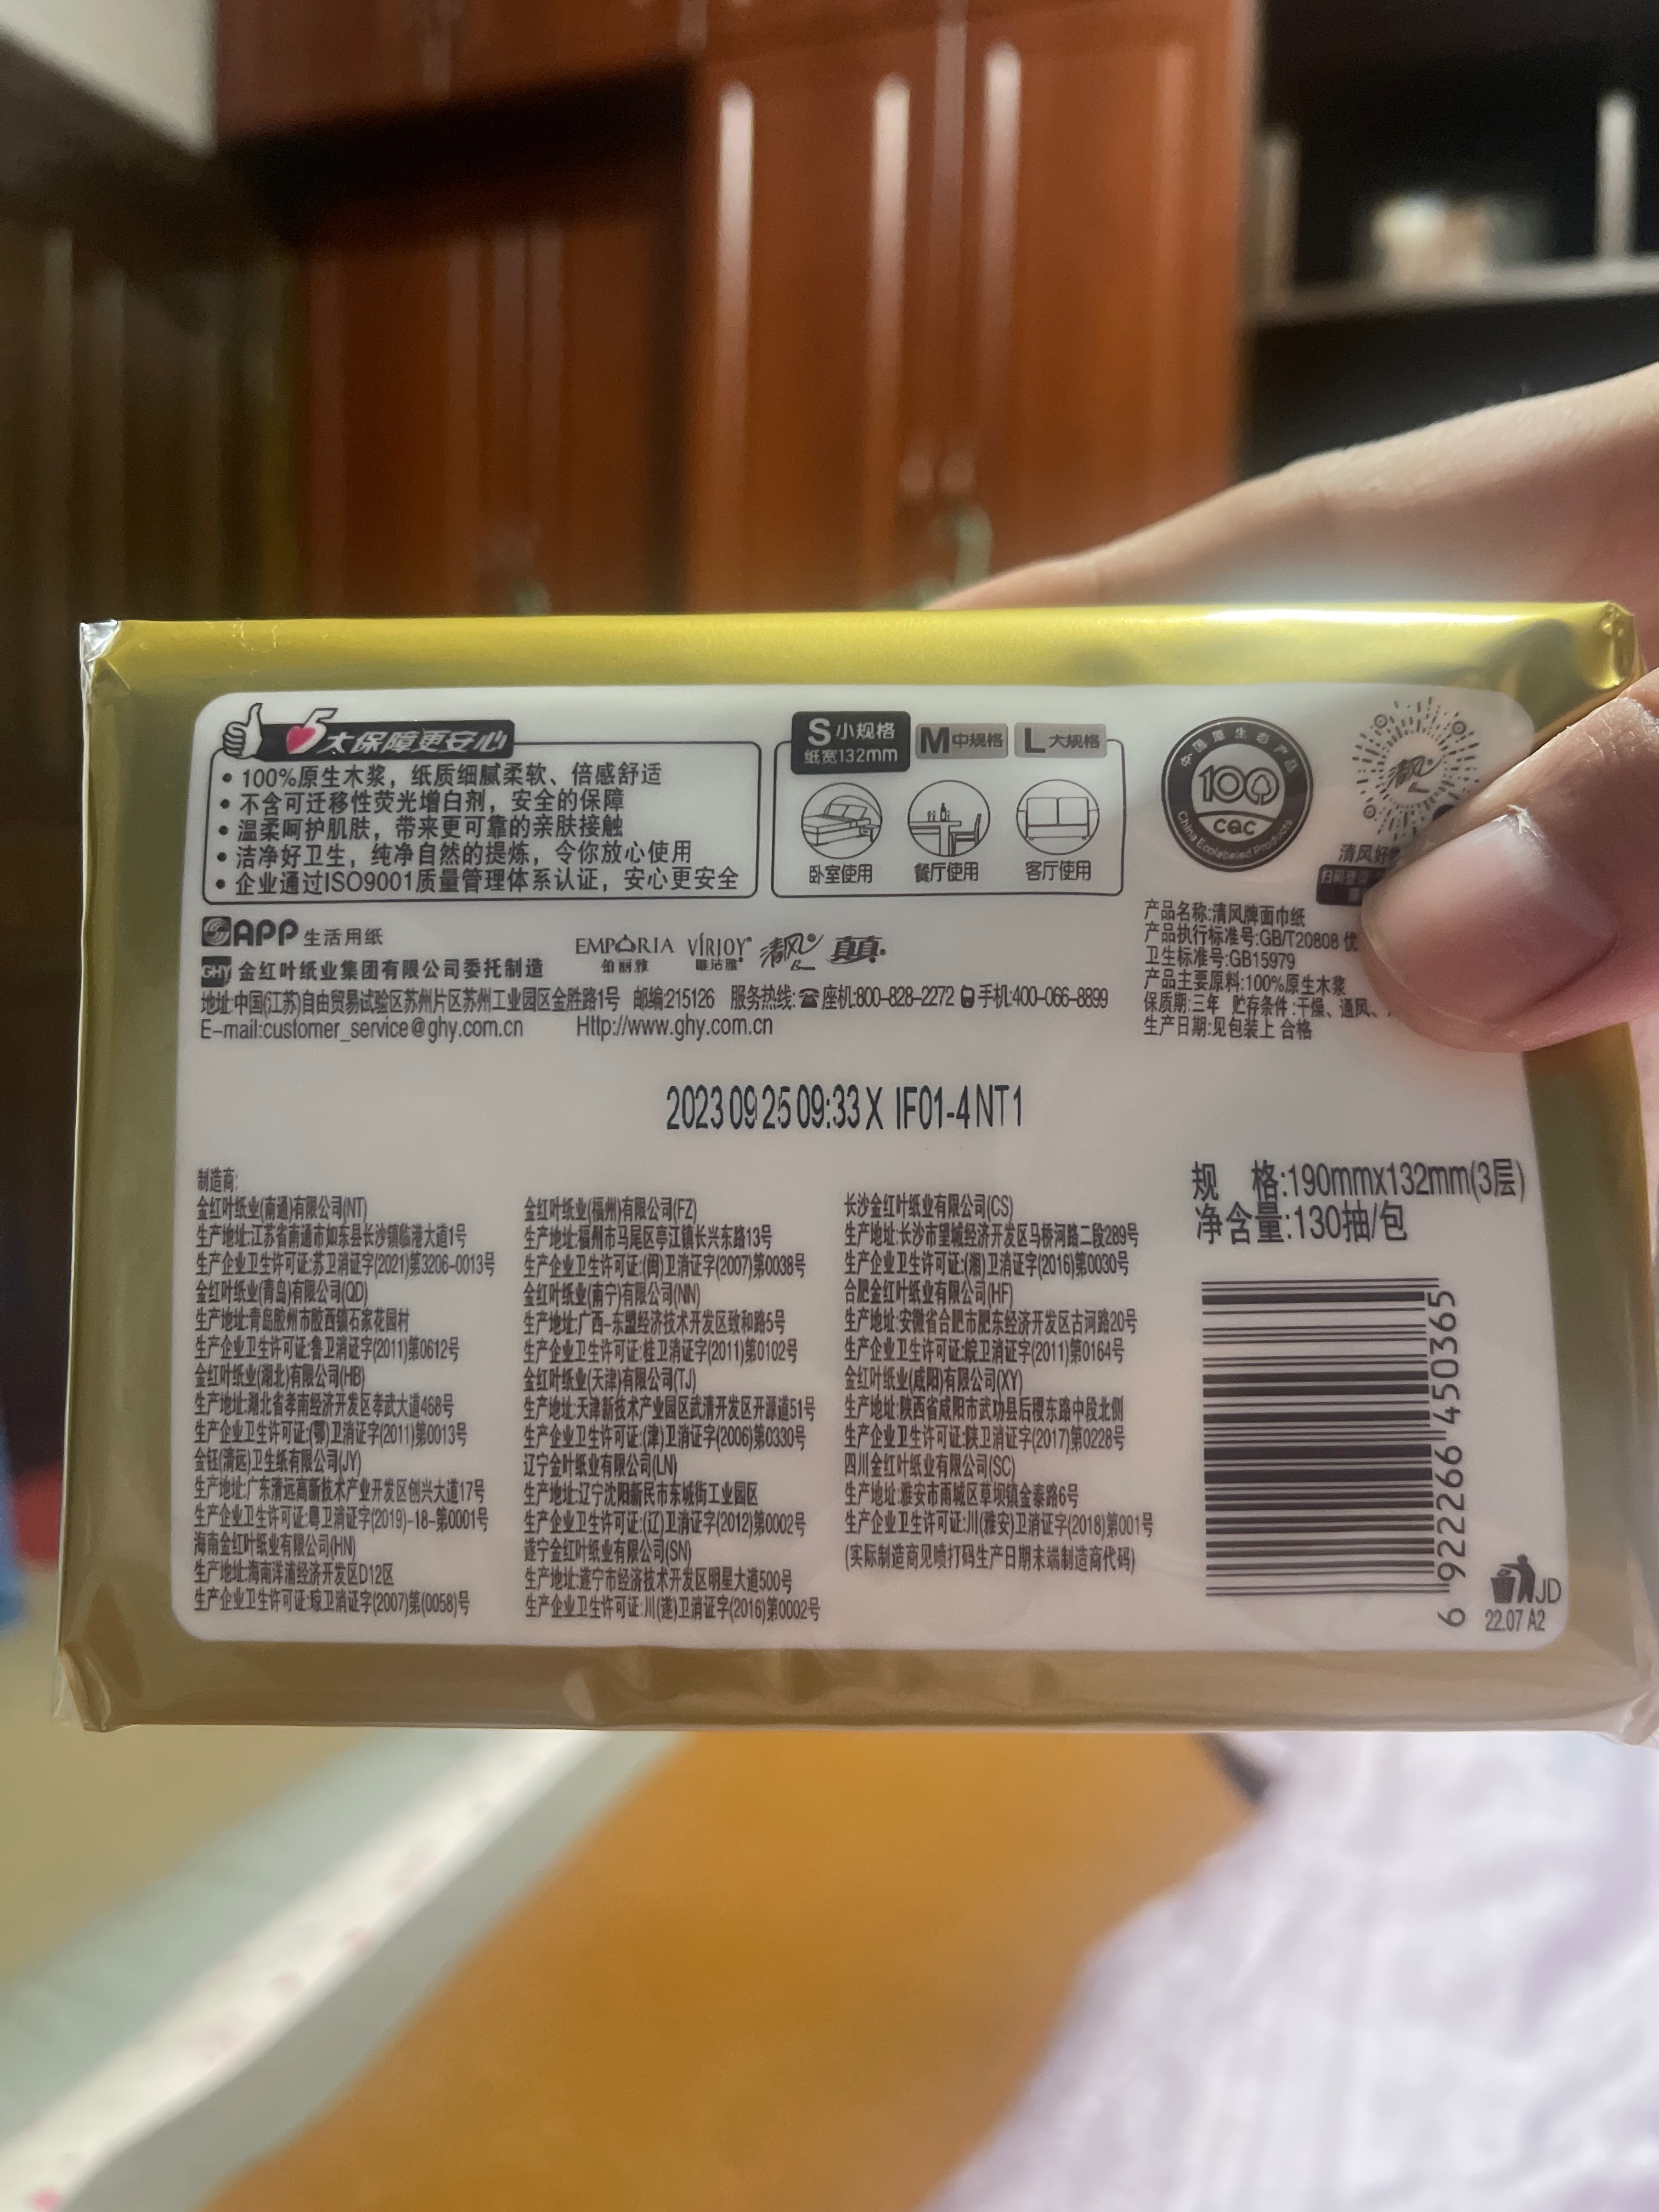 5大保障更安心
• 100%原生木浆，纸质细腻柔软、倍感舒适
• 不含可迁移性荧光增白剂，安全的保障
• 温柔呵护肌肤，带来更可靠的亲肤接触
• 洁净好卫生，纯净自然的提炼，令你放心使用
• 企业通过ISO9001质量管理体系认证，安心更安全
S小规格
纸宽132mm
M中规格
L大规格
卧室使用
餐厅使用
客厅使用
中国原生态产品
100
CQC
China Ecolabeled Products
清风
清风好
APP 生活用纸
EMPORIA
铂丽雅
VIRJOY
唯洁雅
清风
真真
GHY 金红叶纸业集团有限公司委托制造
地址:中国(江苏)自由贸易试验区苏州片区苏州工业园区金胜路1号 邮编:215126 服务热线:☎座机:800-828-2272 手机:400-066-8899
E-mail:customer_service@ghy.com.cn Http://www.ghy.com.cn
产品名称:清风牌面巾纸
产品执行标准号:GB/T20808 优
卫生标准号:GB15979
产品主要原料:100%原生木浆
保质期:三年 贮存条件:干燥、通风、
生产日期:见包装上 合格
2023 09 25 09:33 X IF01-4 NT1
制造商:
金红叶纸业(南通)有限公司(NT)
生产地址:江苏省南通市如东县长沙镇临港大道1号
生产企业卫生许可证:苏卫消证字(2021)第3206-0013号
金红叶纸业(青岛)有限公司(QD)
生产地址:青岛胶州市胶西镇石家花园村
生产企业卫生许可证:鲁卫消证字(2011)第0612号
金红叶纸业(湖北)有限公司(HB)
生产地址:湖北省孝南经济开发区孝武大道468号
生产企业卫生许可证:(鄂)卫消证字(2011)第0013号
金钰(清远)卫生纸有限公司(JY)
生产地址:广东清远高新技术产业开发区创兴大道17号
生产企业卫生许可证:粤卫消证字(2019)-18-第0001号
海南金红叶纸业有限公司(HN)
生产地址:海南洋浦经济开发区D12区
生产企业卫生许可证:琼卫消证字(2007)第(0058)号
金红叶纸业(福州)有限公司(FZ)
生产地址:福州市马尾区亭江镇长兴东路13号
生产企业卫生许可证:(闽)卫消证字(2007)第0038号
金红叶纸业(南宁)有限公司(NN)
生产地址:广西-东盟经济技术开发区致和路5号
生产企业卫生许可证:桂卫消证字(2011)第0102号
金红叶纸业(天津)有限公司(TJ)
生产地址:天津新技术产业园区武清开发区开源道51号
生产企业卫生许可证:(津)卫消证字(2006)第0330号
辽宁金叶纸业有限公司(LN)
生产地址:辽宁沈阳新民市东城街工业园区
生产企业卫生许可证:(辽)卫消证字(2012)第0002号
遂宁金红叶纸业有限公司(SN)
生产地址:遂宁市经济技术开发区明星大道500号
生产企业卫生许可证:川(遂)卫消证字(2016)第0002号
长沙金红叶纸业有限公司(CS)
生产地址:长沙市望城经济开发区马桥河路二段289号
生产企业卫生许可证:(湘)卫消证字(2016)第0030号
合肥金红叶纸业有限公司(HF)
生产地址:安徽省合肥市肥东经济开发区古河路20号
生产企业卫生许可证:皖卫消证字(2011)第0164号
金红叶纸业(咸阳)有限公司(XY)
生产地址:陕西省咸阳市武功县后稷东路中段北侧
生产企业卫生许可证:陕卫消证字(2017)第0228号
四川金红叶纸业有限公司(SC)
生产地址:雅安市雨城区草坝镇金泰路6号
生产企业卫生许可证:川(雅安)卫消证字(2018)第001号
(实际制造商见喷打码生产日期末端制造商代码)
规 格:190mmx132mm(3层)
净含量:130抽/包
6922266450365
JD
22.07 A2